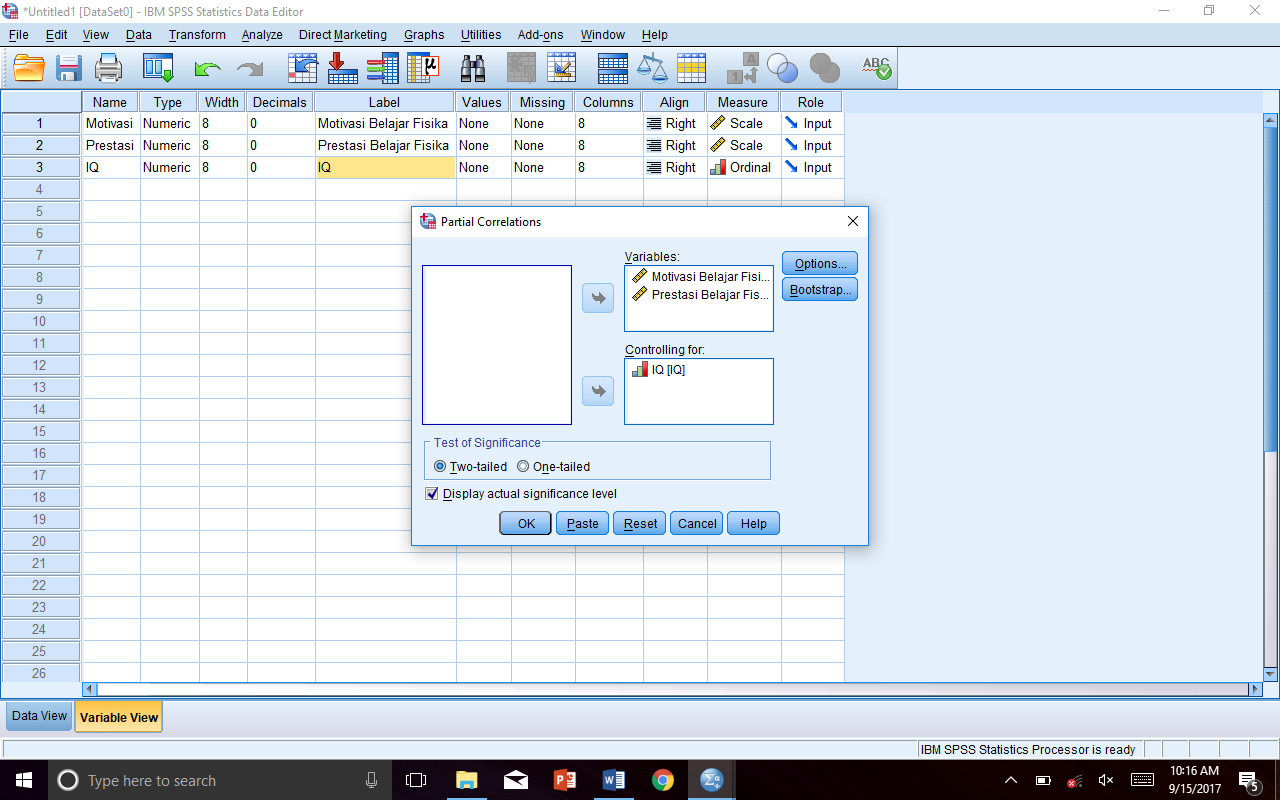 *Untitled1 [DataSet0] - IBM SPSS Statistics Data Editor
File Edit View Data Transform Analyze Direct Marketing Graphs Utilities Add-ons Window Help
Name Type Width Decimals Label Values Missing Columns Align Measure Role
1 Motivasi Numeric 8 0 Motivasi Belajar Fisika None None 8 Right Scale Input
2 Prestasi Numeric 8 0 Prestasi Belajar Fisika None None 8 Right Scale Input
3 IQ Numeric 8 0 IQ None None 8 Right Ordinal Input
4
5
6
7
8
9
10
11
12
13
14
15
16
17
18
19
20
21
22
23
24
25
26
Partial Correlations
Variables:
Motivasi Belajar Fisi...
Prestasi Belajar Fis...
Options...
Bootstrap...
Controlling for:
IQ [IQ]
Test of Significance
Two-tailed One-tailed
Display actual significance level
OK Paste Reset Cancel Help
Data View Variable View
IBM SPSS Statistics Processor is ready
Type here to search
10:16 AM
9/15/2017
5